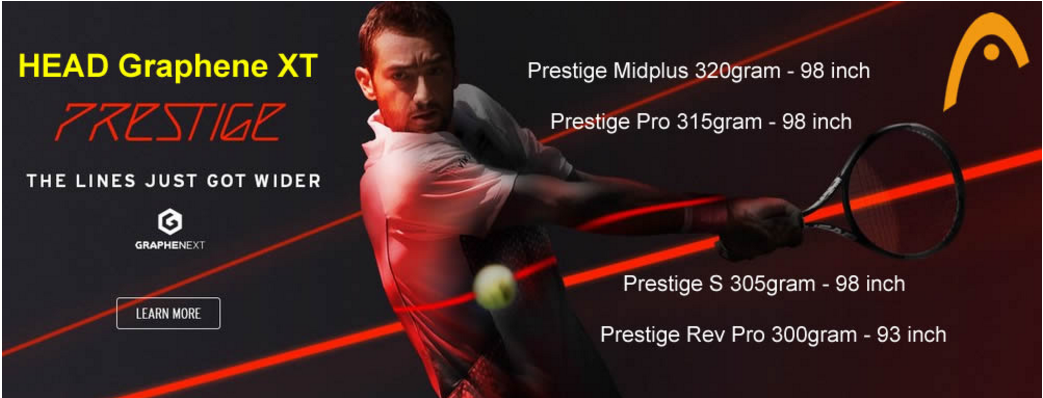 HEAD Graphene XT
PRESTIGE
THE LINES JUST GOT WIDER
GRAPHENEXT
LEARN MORE
Prestige Midplus 320gram - 98 inch
Prestige Pro 315gram - 98 inch
Prestige S 305gram - 98 inch
Prestige Rev Pro 300gram - 93 inch